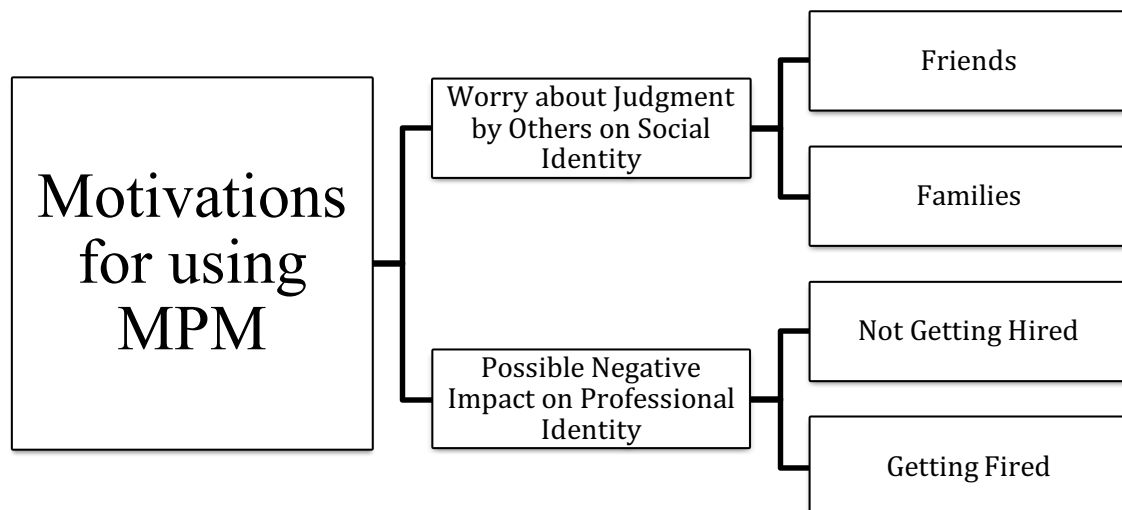 Motivations
for using
MPM
Worry about Judgment
by Others on Social
Identity
Friends
Families
Possible Negative
Impact on Professional
Identity
Not Getting Hired
Getting Fired